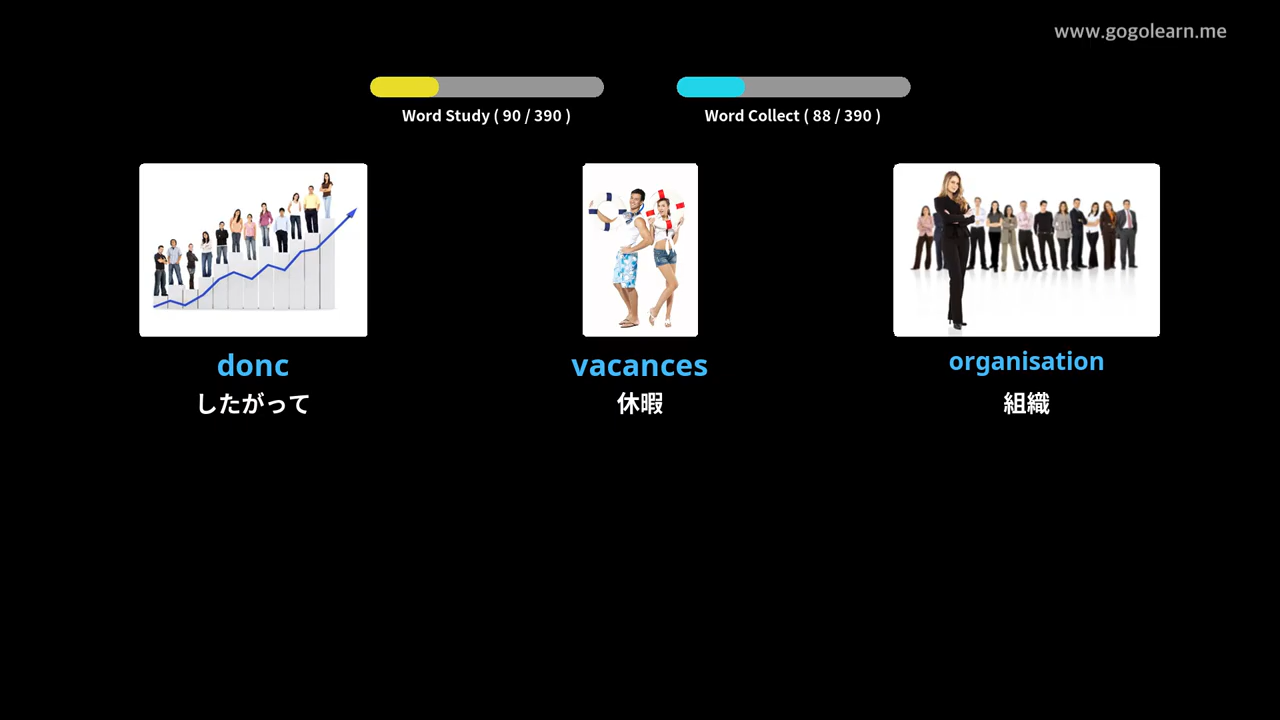 www.gogolearn.me
Word Study ( 90 / 390 )
Word Collect ( 88 / 390 )
donc
vacances
organisation
したがって
休暇
組織